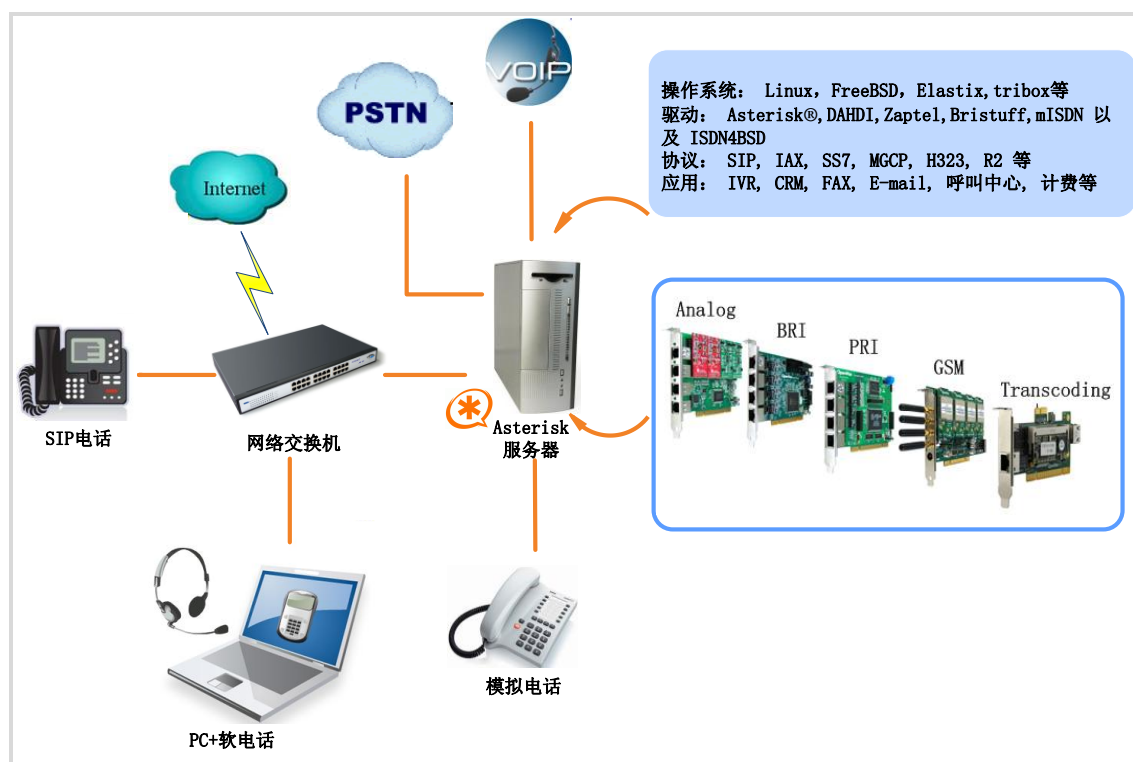 VOIP
PSTN
Internet
操作系统： Linux，FreeBSD，Elastix,tribox等
驱动： Asterisk®,DAHDI,Zaptel,Bristuff,mISDN 以
及 ISDN4BSD
协议： SIP, IAX, SS7, MGCP, H323, R2 等
应用： IVR, CRM, FAX, E-mail, 呼叫中心, 计费等
Analog
BRI
PRI
GSM
Transcoding
SIP电话
网络交换机
Asterisk
服务器
PC+软电话
模拟电话